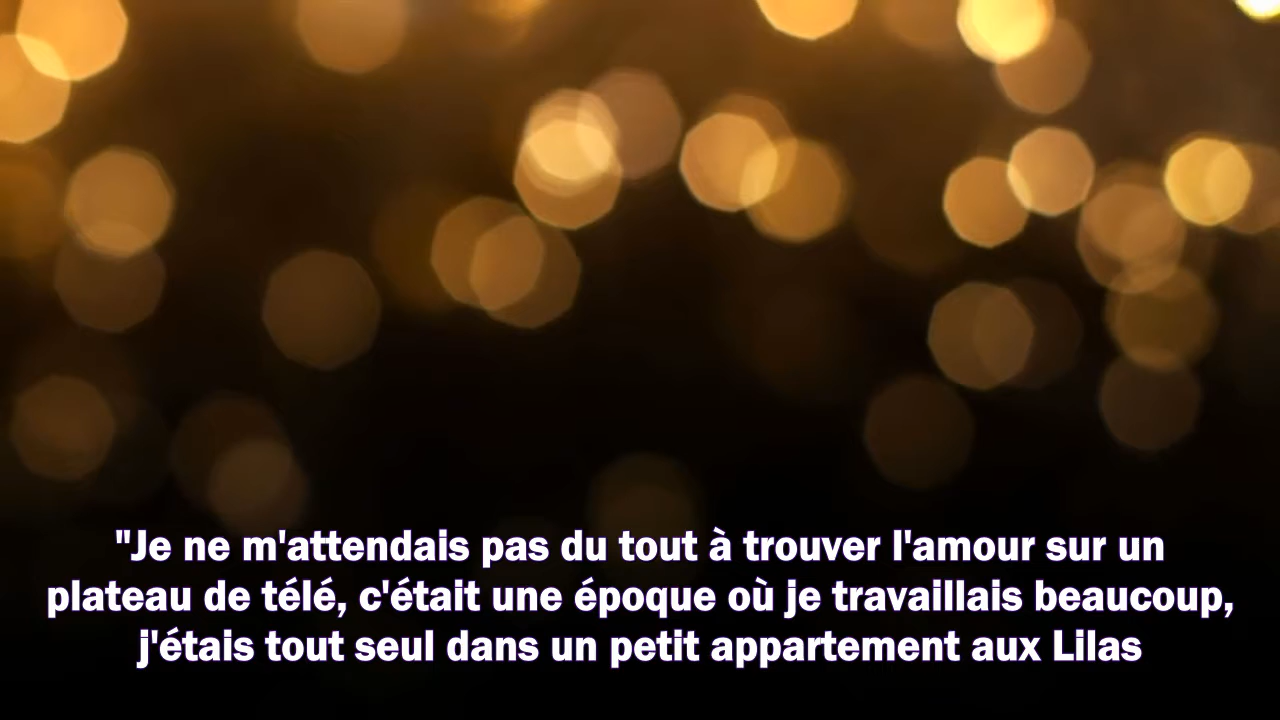 "Je ne m'attendais pas du tout à trouver l'amour sur un
plateau de télé, c'était une époque où je travaillais beaucoup,
j'étais tout seul dans un petit appartement aux Lilas